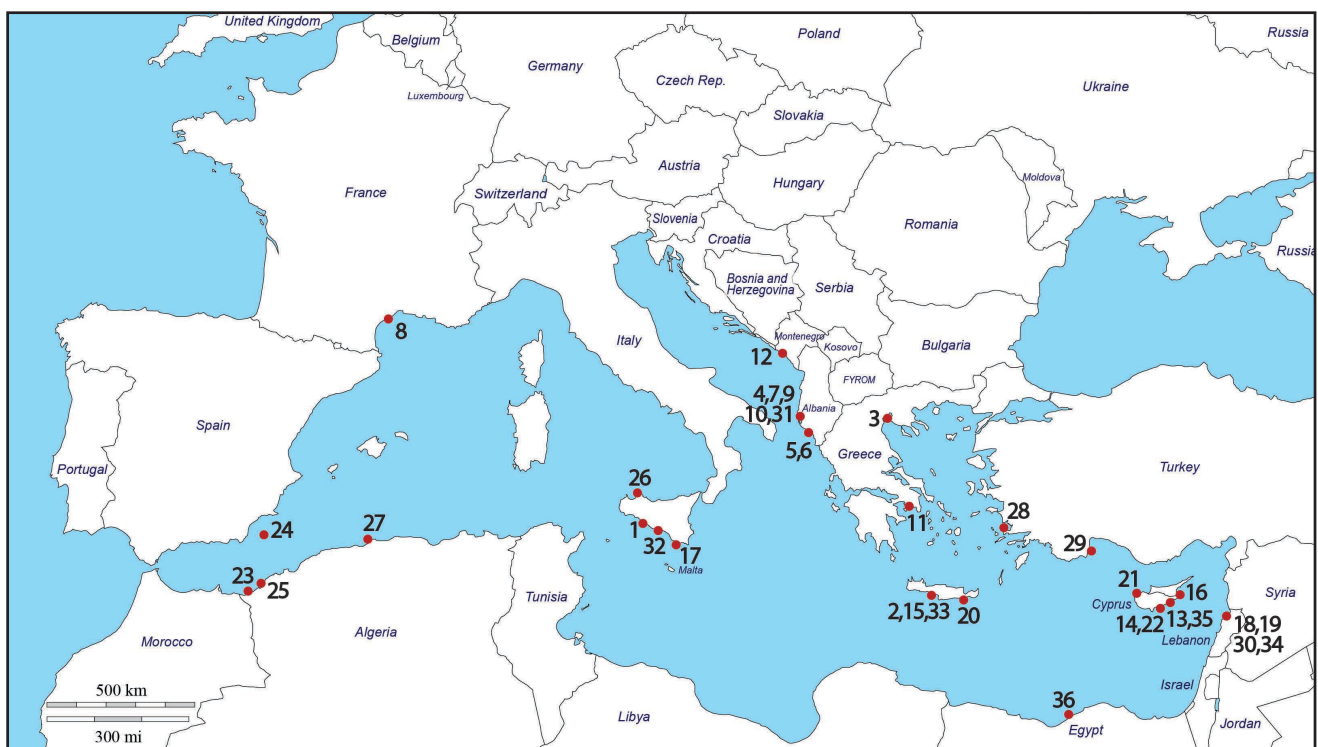 United Kingdom
Belgium
Poland
Russia
Germany
Czech Rep.
Ukraine
Luxembourg
Slovakia
Austria
Moldova
France
Switzerland
Hungary
Slovenia
Romania
Croatia
Russia
Bosnia and
Herzegovina
Serbia
8
Italy
Montenegro
Kosovo
Bulgaria
12
FYROM
4,7,9
10,31
Albania
3
Spain
5,6
Greece
Turkey
Portugal
26
24
27
1
32
17
Malta
11
28
29
23
25
Tunisia
2,15,33
20
21
16
Cyprus
14,22
13,35
Syria
18,19
30,34
Lebanon
Morocco
Algeria
500 km
300 mi
Israel
36
Libya
Egypt
Jordan